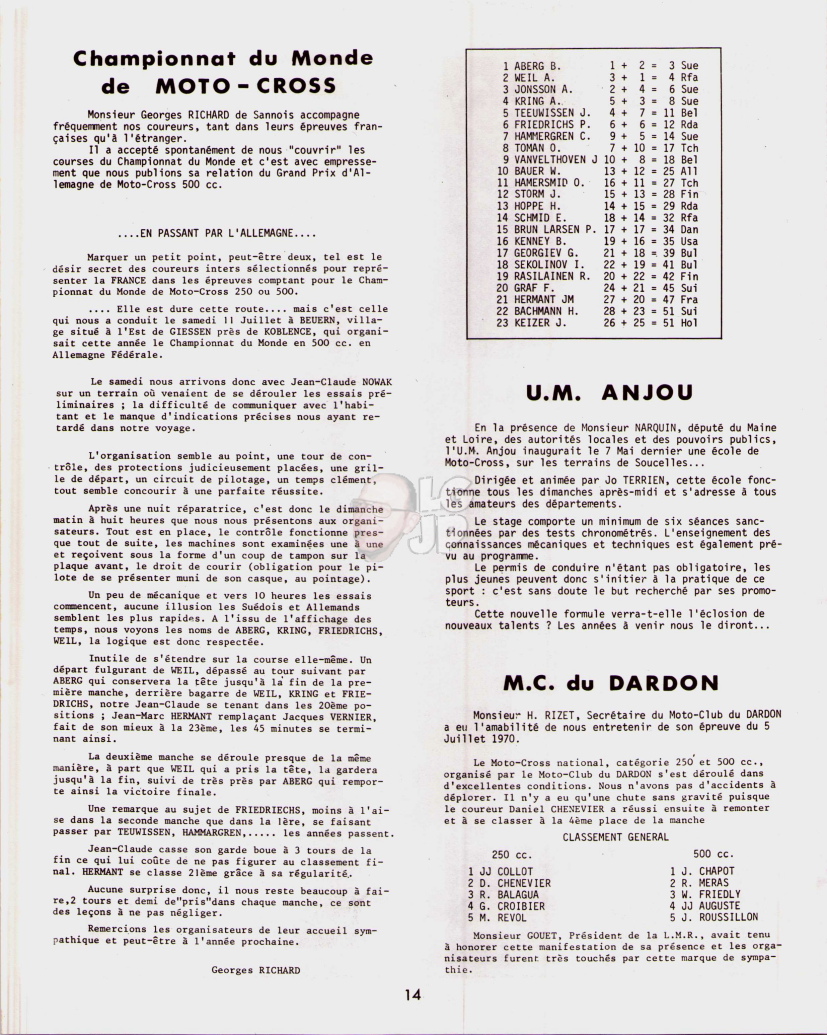 Championnat du Monde
de MOTO - CROSS
Monsieur Georges RICHARD de Sannois accompagne
fréquemment nos coureurs, tant dans leurs épreuves fran-
çaises qu'à l'étranger.
Il a accepté spontanément de nous "couvrir" les
courses du Championnat du Monde et c'est avec empresse-
ment que nous publions sa relation du Grand Prix d'Al-
lemagne de Moto-Cross 500 cc.
....EN PASSANT PAR L'ALLEMAGNE....
Marquer un petit point, peut-être deux, tel est le
désir secret des coureurs inters sélectionnés pour repré-
senter la FRANCE dans les épreuves comptant pour le Cham-
pionnat du Monde de Moto-Cross 250 ou 500.
.... Elle est dure cette route.... mais c'est celle
qui nous a conduit le samedi 11 Juillet à BEUERN, villa-
ge situé à l'Est de GIESSEN près de KOBLENCE, qui organi-
sait cette année le Championnat du Monde en 500 cc. en
Allemagne Fédérale.
Le samedi nous arrivons donc avec Jean-Claude NOWAK
sur un terrain où venaient de se dérouler les essais pré-
liminaires ; la difficulté de communiquer avec l'habi-
tant et le manque d'indications précises nous ayant re-
tardé dans notre voyage.
L'organisation semble au point, une tour de con-
trôle, des protections judicieusement placées, une gril-
le de départ, un circuit de pilotage, un temps clément,
tout semble concourir à une parfaite réussite.
Après une nuit réparatrice, c'est donc le dimanche
matin à huit heures que nous nous présentons aux organi-
sateurs. Tout est en place, le contrôle fonctionne pres-
que tout de suite, les machines sont examinées une à une
et reçoivent sous la forme d'un coup de tampon sur la
plaque avant, le droit de courir (obligation pour le pi-
lote de se présenter muni de son casque, au pointage).
Un peu de mécanique et vers 10 heures les essais
commencent, aucune illusion les Suédois et Allemands
semblent les plus rapides. A l'issu de l'affichage des
temps, nous voyons les noms de ABERG, KRING, FRIEDRICHS,
WEIL, la logique est donc respectée.
Inutile de s'étendre sur la course elle-même. Un
départ fulgurant de WEIL, dépassé au tour suivant par
ABERG qui conservera la tête jusqu'à la fin de la pre-
mière manche, derrière bagarre de WEIL, KRING et FRIE-
DRICHS, notre Jean-Claude se tenant dans les 20ème po-
sitions ; Jean-Marc HERMANT remplaçant Jacques VERNIER,
fait de son mieux à la 23ème, les 45 minutes se termi-
nant ainsi.
La deuxième manche se déroule presque de la même
manière, à part que WEIL qui a pris la tête, la gardera
jusqu'à la fin, suivi de très près par ABERG qui rempor-
te ainsi la victoire finale.
Une remarque au sujet de FRIEDRIECHS, moins à l'ai-
se dans la seconde manche que dans la 1ère, se faisant
passer par TEUWISSEN, HAMMARGREN,..... les années passent.
Jean-Claude casse son garde boue à 3 tours de la
fin ce qui lui coûte de ne pas figurer au classement fi-
nal. HERMANT se classe 21ème grâce à sa régularité.
Aucune surprise donc, il nous reste beaucoup à fai-
re,2 tours et demi de"pris"dans chaque manche, ce sont
des leçons à ne pas négliger.
Remercions les organisateurs de leur accueil sym-
pathique et peut-être à l'année prochaine.
Georges RICHARD
1 ABERG B. 1 + 2 = 3 Sue
2 WEIL A. 3 + 1 = 4 Rfa
3 JONSSON A. 2 + 4 = 6 Sue
4 KRING A. 5 + 3 = 8 Sue
5 TEEUWISSEN J. 4 + 7 = 11 Bel
6 FRIEDRICHS P. 6 + 6 = 12 Rda
7 HAMMERGREN C. 9 + 5 = 14 Sue
8 TOMAN O. 7 + 10 = 17 Tch
9 VANVELTHOVEN J 10 + 8 = 18 Bel
10 BAUER W. 13 + 12 = 25 All
11 HAMERSMID O. 16 + 11 = 27 Tch
12 STORM J. 15 + 13 = 28 Fin
13 HOPPE H. 14 + 15 = 29 Rda
14 SCHMID E. 18 + 14 = 32 Rfa
15 BRUN LARSEN P. 17 + 17 = 34 Dan
16 KENNEY B. 19 + 16 = 35 Usa
17 GEORGIEV G. 21 + 18 = 39 Bul
18 SEKOLINOV I. 22 + 19 = 41 Bul
19 RASILAINEN R. 20 + 22 = 42 Fin
20 GRAF F. 24 + 21 = 45 Sui
21 HERMANT JM 27 + 20 = 47 Fra
22 BACHMANN H. 28 + 23 = 51 Sui
23 KEIZER J. 26 + 25 = 51 Hol
U.M. ANJOU
En la présence de Monsieur NARQUIN, député du Maine
et Loire, des autorités locales et des pouvoirs publics,
l'U.M. Anjou inaugurait le 7 Mai dernier une école de
Moto-Cross, sur les terrains de Soucelles...
Dirigée et animée par Jo TERRIEN, cette école fonc-
tionne tous les dimanches après-midi et s'adresse à tous
les amateurs des départements.
Le stage comporte un minimum de six séances sanc-
tionnées par des tests chronométrés. L'enseignement des
connaissances mécaniques et techniques est également pré-
vu au programme.
Le permis de conduire n'étant pas obligatoire, les
plus jeunes peuvent donc s'initier à la pratique de ce
sport : c'est sans doute le but recherché par ses promo-
teurs.
Cette nouvelle formule verra-t-elle l'éclosion de
nouveaux talents ? Les années à venir nous le diront...
M.C. du DARDON
Monsieur H. RIZET, Secrétaire du Moto-Club du DARDON
a eu l'amabilité de nous entretenir de son épreuve du 5
Juillet 1970.
Le Moto-Cross national, catégorie 250 et 500 cc.,
organisé par le Moto-Club du DARDON s'est déroulé dans
d'excellentes conditions. Nous n'avons pas d'accidents à
déplorer. Il n'y a eu qu'une chute sans gravité puisque
le coureur Daniel CHENEVIER a réussi ensuite à remonter
et à se classer à la 4ème place de la manche
CLASSEMENT GENERAL
250 cc. 500 cc.
1 JJ COLLOT 1 J. CHAPOT
2 D. CHENEVIER 2 R. MERAS
3 R. BALAGUA 3 W. FRIEDLY
4 G. CROIBIER 4 JJ AUGUSTE
5 M. REVOL 5 J. ROUSSILLON
Monsieur GOUET, Président de la L.M.R., avait tenu
à honorer cette manifestation de sa présence et les orga-
nisateurs furent très touchés par cette marque de sympa-
thie.
14